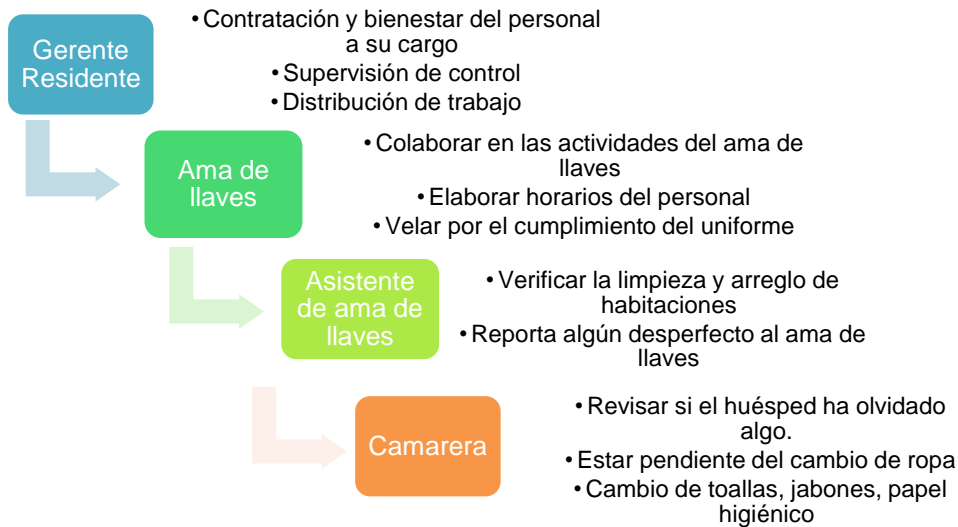 Gerente
Residente
• Contratación y bienestar del personal
a su cargo
• Supervisión de control
• Distribución de trabajo
Ama de
llaves
• Colaborar en las actividades del ama de
llaves
• Elaborar horarios del personal
• Velar por el cumplimiento del uniforme
Asistente
de ama de
llaves
• Verificar la limpieza y arreglo de
habitaciones
• Reporta algún desperfecto al ama de
llaves
Camarera
• Revisar si el huésped ha olvidado
algo.
• Estar pendiente del cambio de ropa
• Cambio de toallas, jabones, papel
higiénico